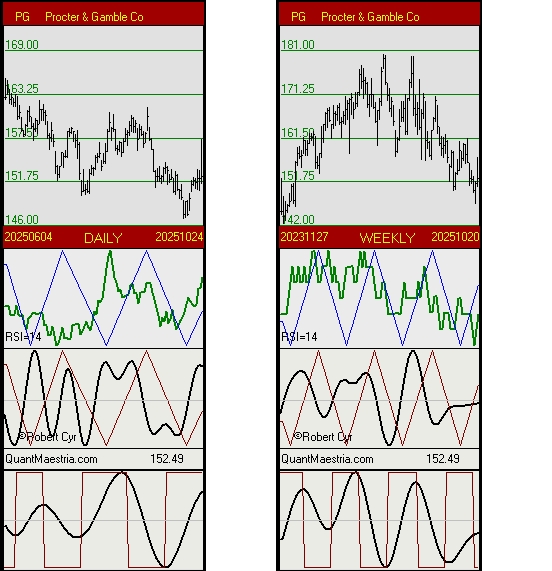 PG Procter & Gamble Co
169.00
163.25
157.50
151.75
146.00
20250604 DAILY 20251024
RSI=14
©Robert Cyr
QuantMaestria.com 152.49
PG Procter & Gamble Co
181.00
171.25
161.50
151.75
142.00
20231127 WEEKLY 20251020
RSI=14
©Robert Cyr
QuantMaestria.com 152.49